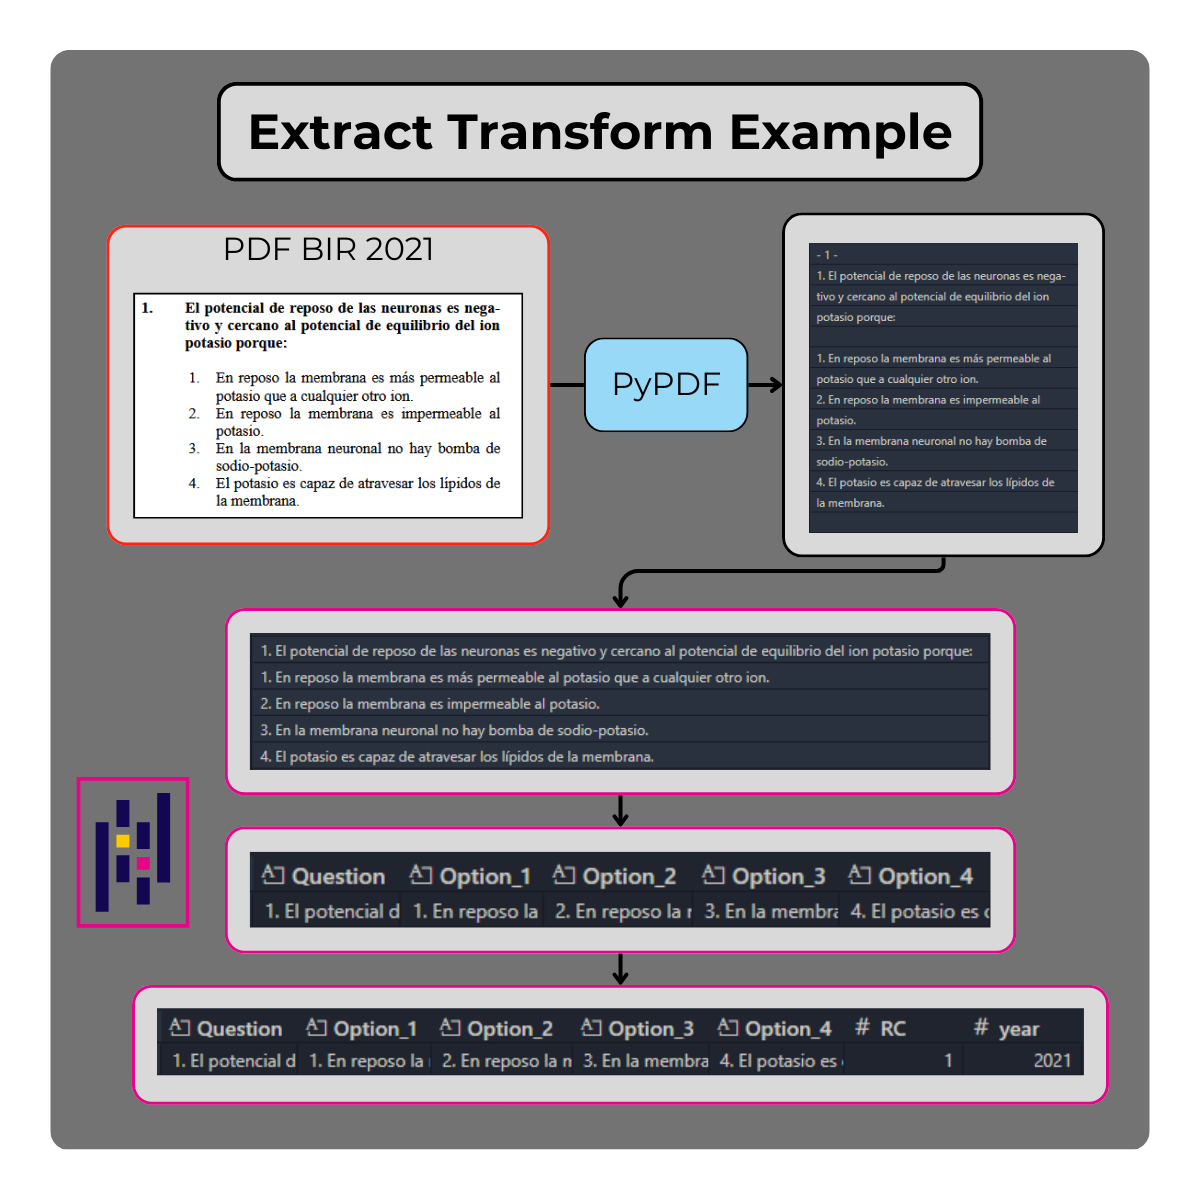 Extract Transform Example
PDF BIR 2021
1. El potencial de reposo de las neuronas es nega-
tivo y cercano al potencial de equilibrio del ion
potasio porque:
1. En reposo la membrana es más permeable al
potasio que a cualquier otro ion.
2. En reposo la membrana es impermeable al
potasio.
3. En la membrana neuronal no hay bomba de
sodio-potasio.
4. El potasio es capaz de atravesar los lípidos de
la membrana.
PyPDF
- 1 -
1. El potencial de reposo de las neuronas es nega-
tivo y cercano al potencial de equilibrio del ion
potasio porque:
1. En reposo la membrana es más permeable al
potasio que a cualquier otro ion.
2. En reposo la membrana es impermeable al
potasio.
3. En la membrana neuronal no hay bomba de
sodio-potasio.
4. El potasio es capaz de atravesar los lípidos de
la membrana.
1. El potencial de reposo de las neuronas es negativo y cercano al potencial de equilibrio del ion potasio porque:
1. En reposo la membrana es más permeable al potasio que a cualquier otro ion.
2. En reposo la membrana es impermeable al potasio.
3. En la membrana neuronal no hay bomba de sodio-potasio.
4. El potasio es capaz de atravesar los lípidos de la membrana.
Question Option_1 Option_2 Option_3 Option_4
1. El potencial d 1. En reposo la 2. En reposo la 3. En la membra 4. El potasio es
Question Option_1 Option_2 Option_3 Option_4 # RC # year
1. El potencial d 1. En reposo la 2. En reposo la n 3. En la membra 4. El potasio es 1 2021